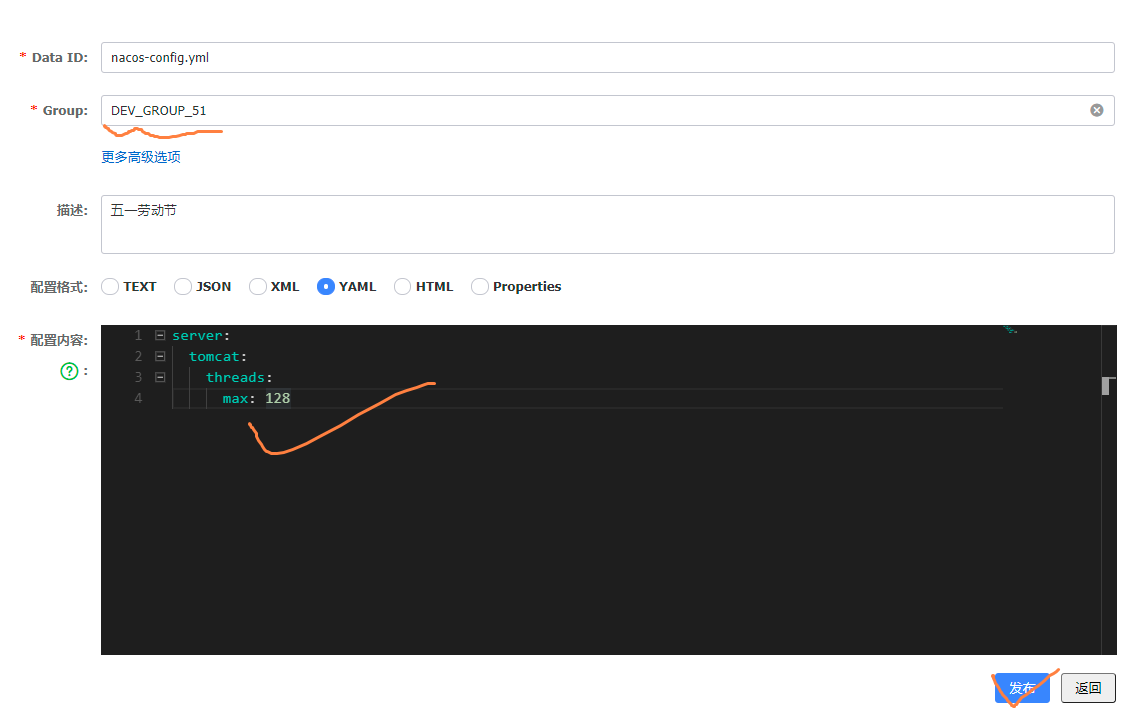 * Data ID: nacos-config.yml
* Group: DEV_GROUP_51
更多高级选项
描述: 五一劳动节
配置格式: TEXT JSON XML YAML HTML Properties
* 配置内容:
? :
1 server:
2 tomcat:
3 threads:
4 max: 128
发布 返回